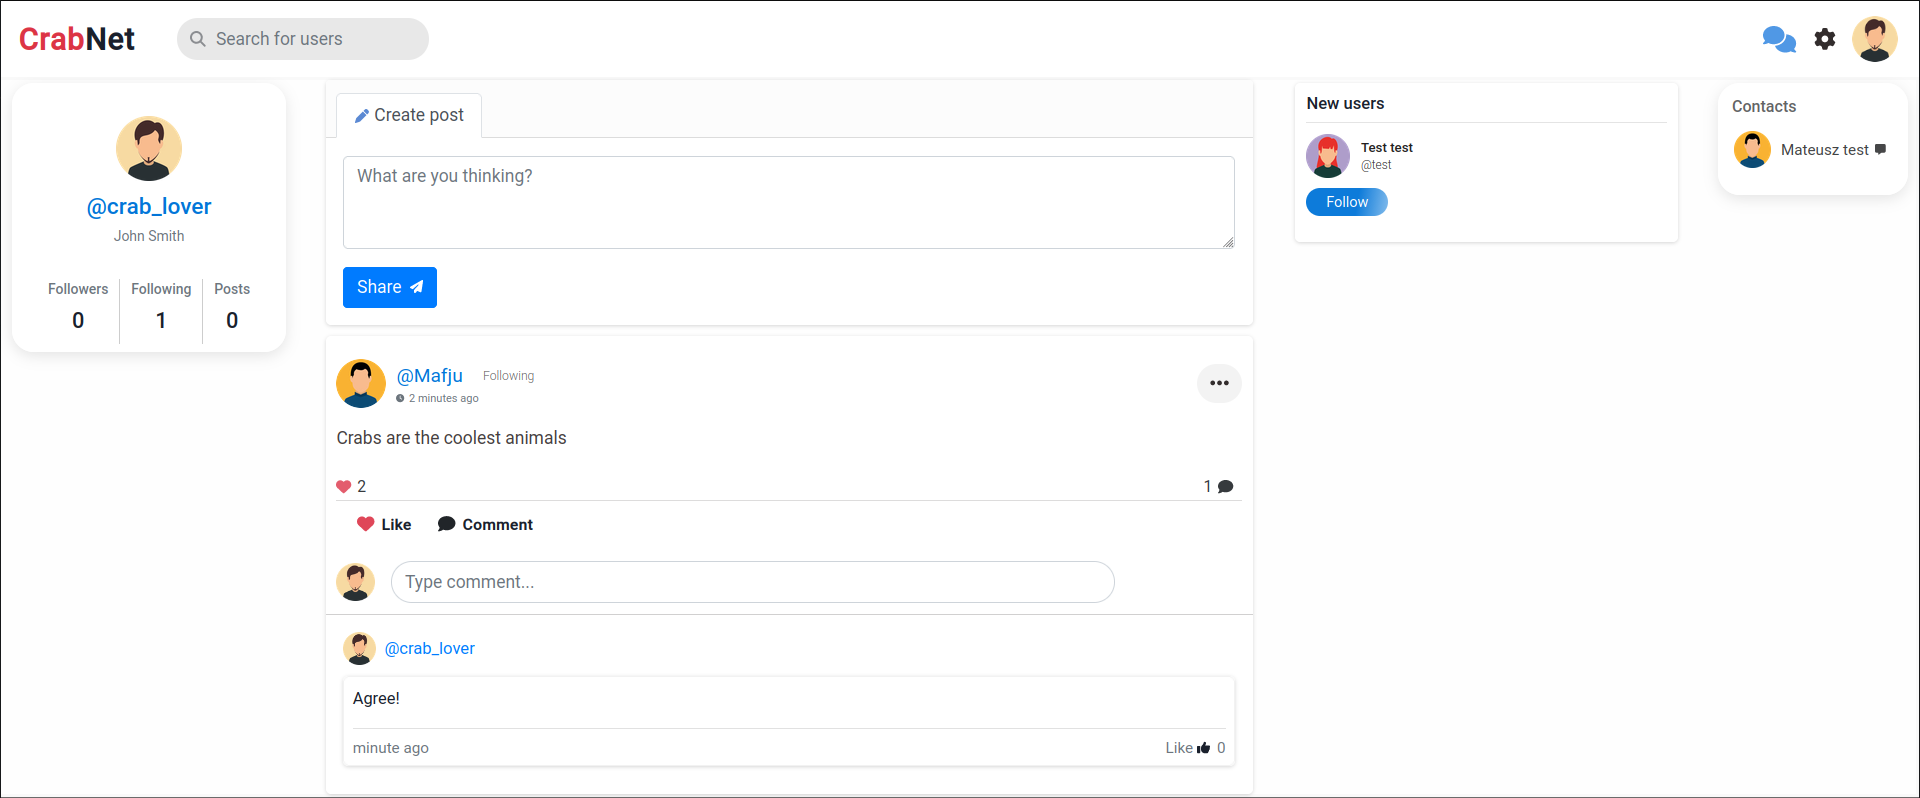 CrabNet
Search for users
@crab_lover
John Smith
Followers Following Posts
0 1 0
Create post
What are you thinking?
Share
@Mafju Following
2 minutes ago
Crabs are the coolest animals
2 1
Like Comment
Type comment...
@crab_lover
Agree!
minute ago Like 0
New users
Test test
@test
Follow
Contacts
Mateusz test